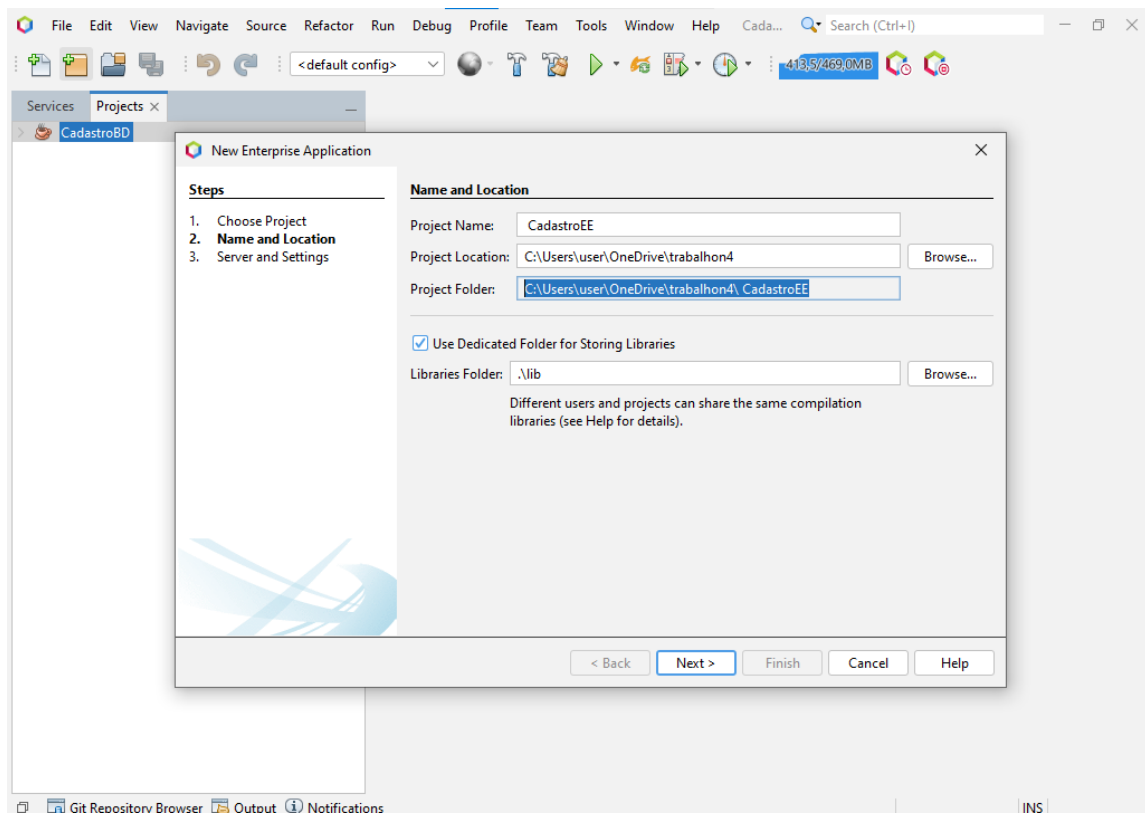 File Edit View Navigate Source Refactor Run Debug Profile Team Tools Window Help Cada... Search (Ctrl+I)
<default config> 413,5/469,0MB
Services Projects
CadastroBD
New Enterprise Application
Steps
1. Choose Project
2. Name and Location
3. Server and Settings
Name and Location
Project Name: CadastroEE
Project Location: C:\Users\user\OneDrive\trabalhon4 Browse...
Project Folder: C:\Users\user\OneDrive\trabalhon4\ CadastroEE
Use Dedicated Folder for Storing Libraries
Libraries Folder: .\lib Browse...
Different users and projects can share the same compilation
libraries (see Help for details).
< Back Next > Finish Cancel Help
Git Repository Browser Output Notifications INS